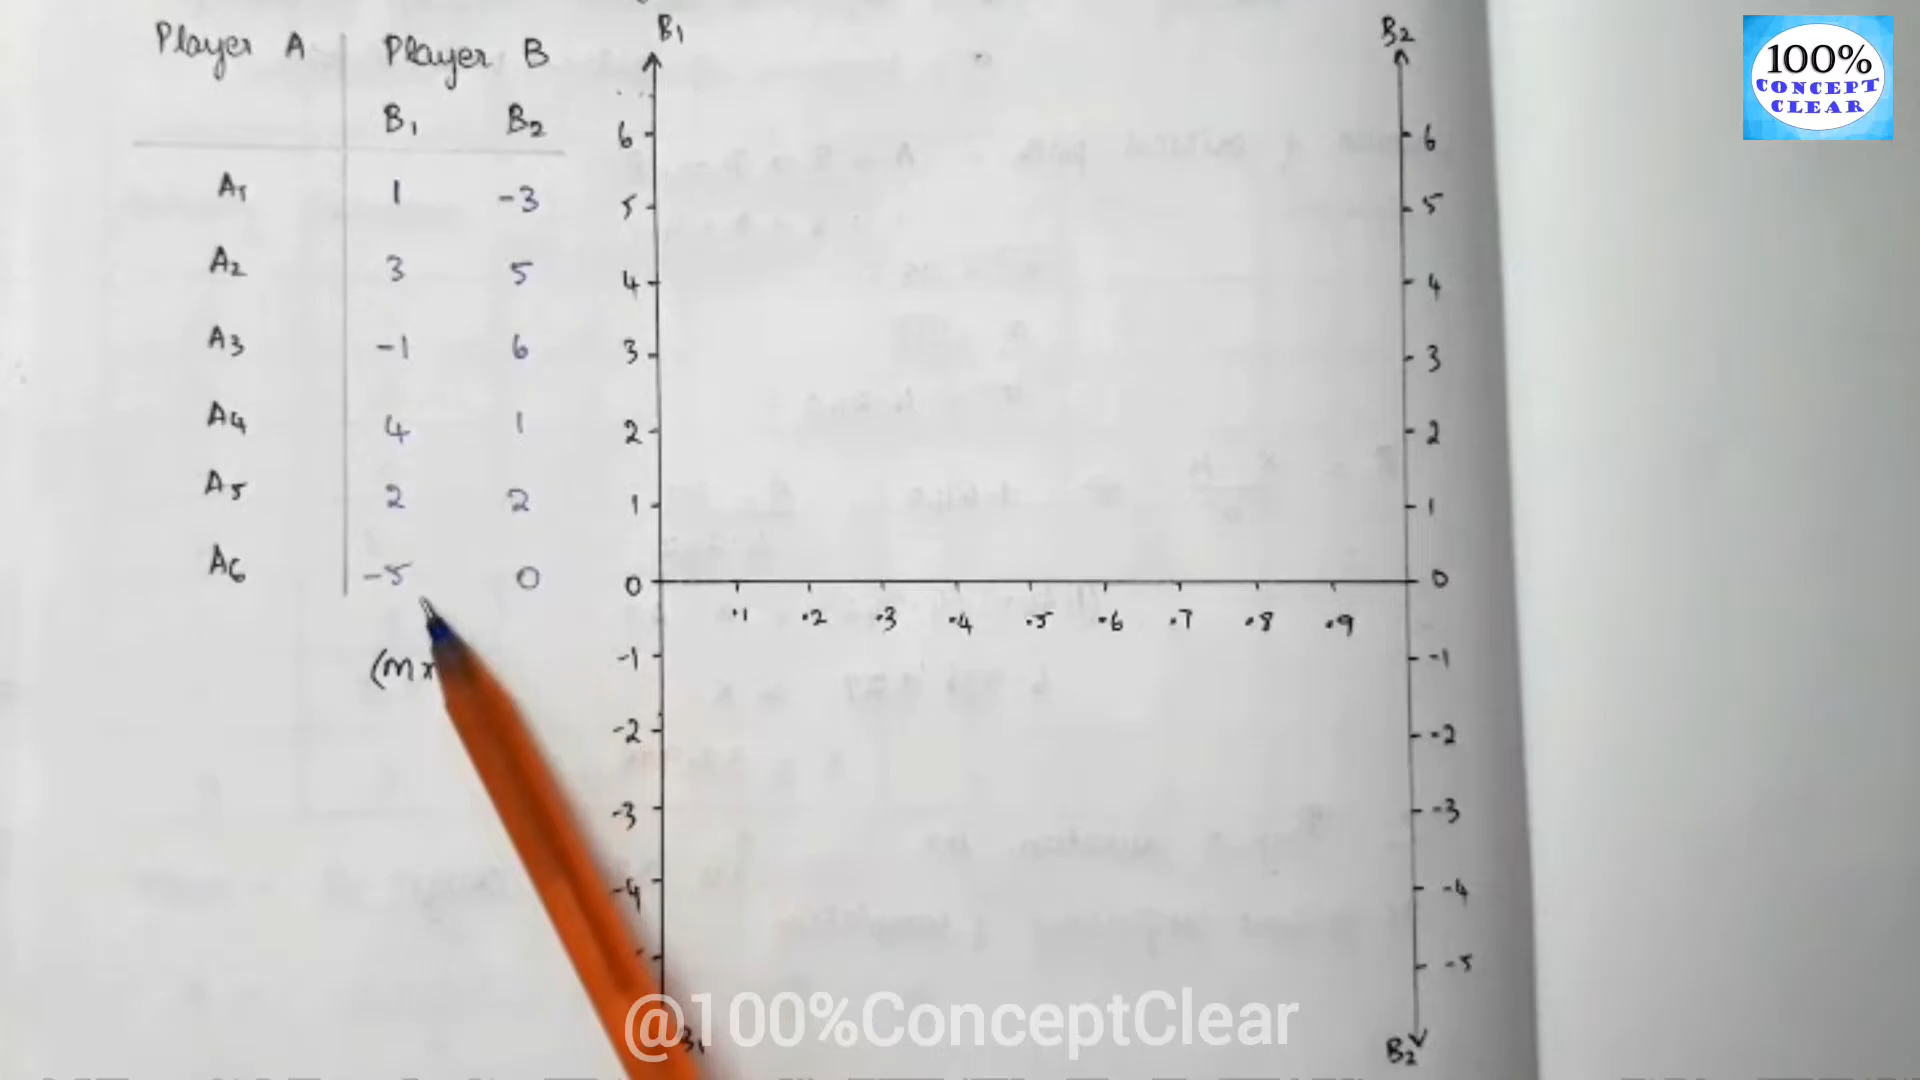 Player A Player B
B1 B2
A1 1 -3
A2 3 5
A3 -1 6
A4 4 1
A5 2 2
A6 -5 0
(m x
B1 B2
6 6
5 5
4 4
3 3
2 2
1 1
0 0
.1 .2 .3 .4 .5 .6 .7 .8 .9
-1 -1
-2 -2
-3 -3
-4 -4
-5
B1 B2
100%
CONCEPT
CLEAR
@100%ConceptClear